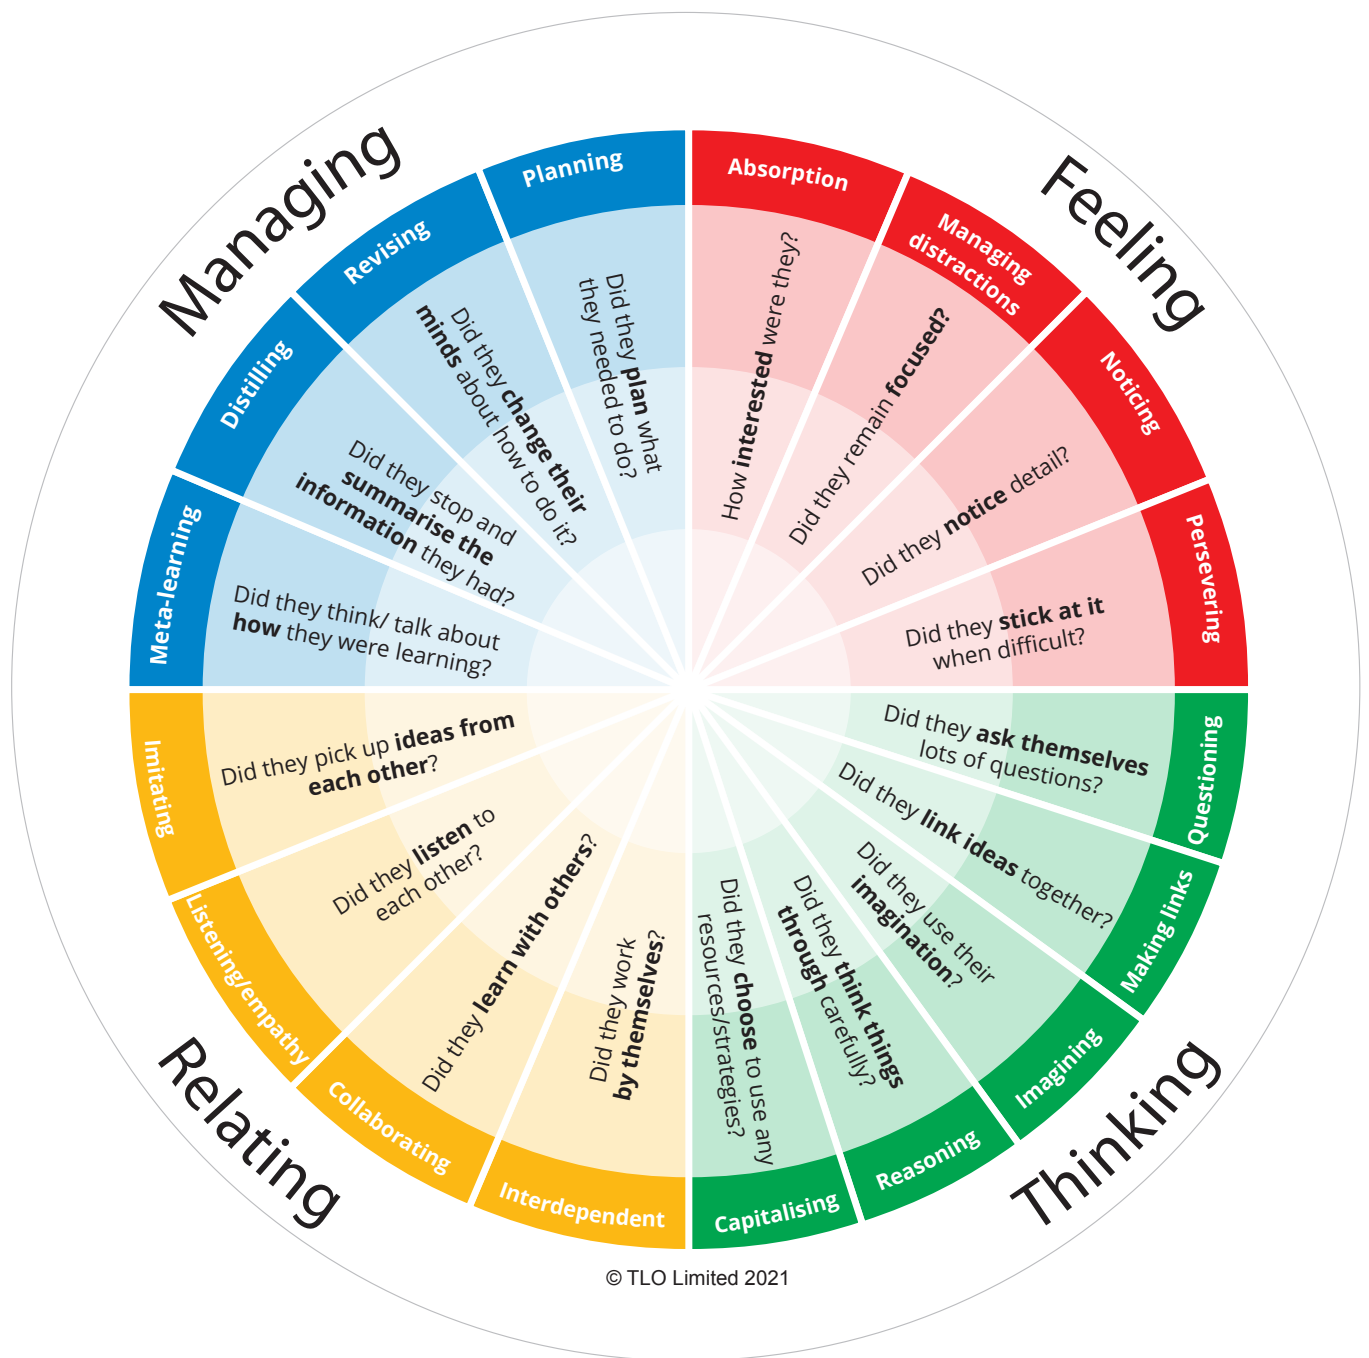 Managing
Feeling
Relating
Thinking
Absorption
How interested were they?
Managing
distractions
Did they remain focused?
Noticing
Did they notice detail?
Persevering
Did they stick at it
when difficult?
Questioning
Did they ask themselves
lots of questions?
Making links
Did they link ideas together?
Imagining
Did they use their
imagination?
Reasoning
Did they think things
through carefully?
Capitalising
Did they choose to use any
resources/strategies?
Interdependent
Did they work
by themselves?
Collaborating
Did they learn with others?
Listening/empathy
Did they listen to
each other?
Imitating
Did they pick up ideas from
each other?
Meta-learning
Did they think/ talk about
how they were learning?
Distilling
Did they stop and
summarise the
information they had?
Revising
Did they change their
minds about how to do it?
Planning
Did they plan what
they needed to do?
© TLO Limited 2021